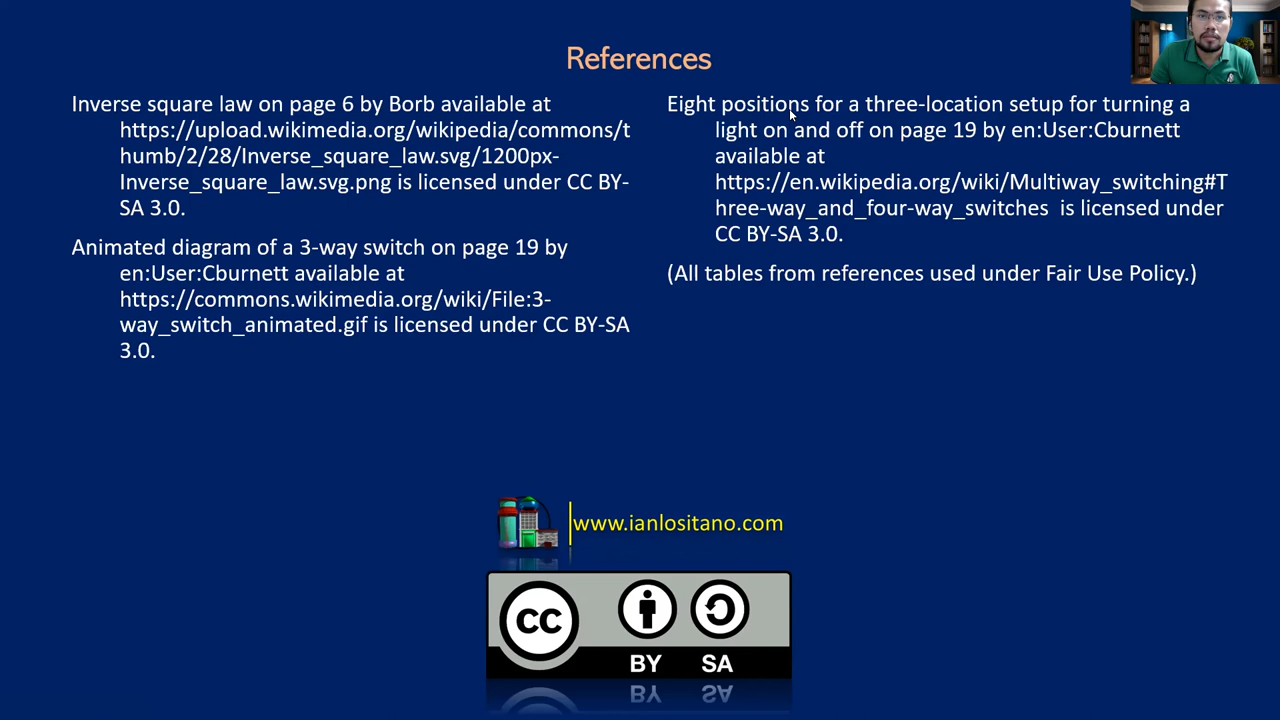 References
Inverse square law on page 6 by Borb available at
https://upload.wikimedia.org/wikipedia/commons/t
humb/2/28/Inverse_square_law.svg/1200px-
Inverse_square_law.svg.png is licensed under CC BY-
SA 3.0.
Animated diagram of a 3-way switch on page 19 by
en:User:Cburnett available at
https://commons.wikimedia.org/wiki/File:3-
way_switch_animated.gif is licensed under CC BY-SA
3.0.
Eight positions for a three-location setup for turning a
light on and off on page 19 by en:User:Cburnett
available at
https://en.wikipedia.org/wiki/Multiway_switching#T
hree-way_and_four-way_switches is licensed under
CC BY-SA 3.0.
(All tables from references used under Fair Use Policy.)
www.ianlositano.com
CC
BY SA